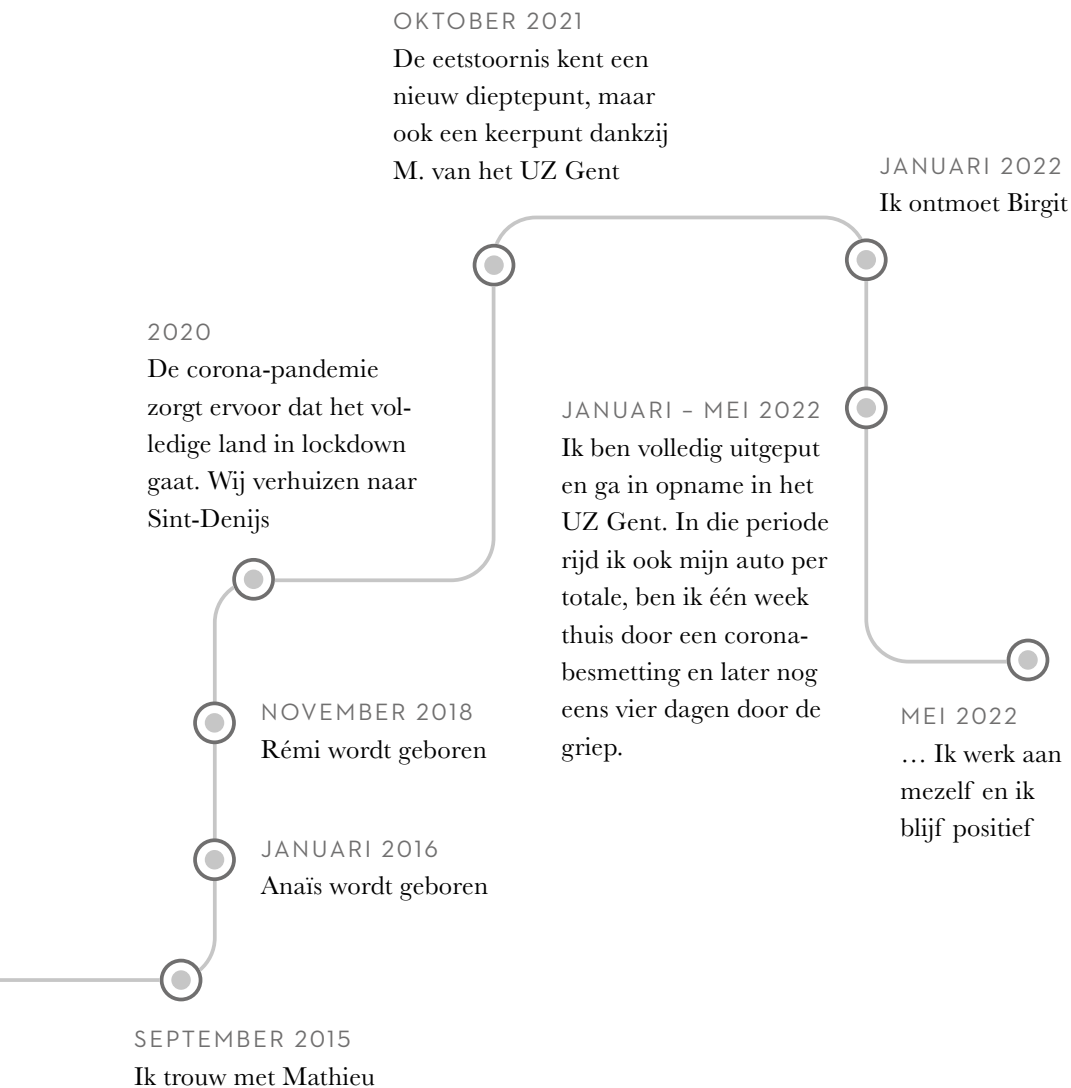 OKTOBER 2021
De eetstoornis kent een
nieuw dieptepunt, maar
ook een keerpunt dankzij
M. van het UZ Gent
JANUARI 2022
Ik ontmoet Birgit
2020
De corona-pandemie
zorgt ervoor dat het vol-
ledige land in lockdown
gaat. Wij verhuizen naar
Sint-Denijs
JANUARI – MEI 2022
Ik ben volledig uitgeput
en ga in opname in het
UZ Gent. In die periode
rijd ik ook mijn auto per
totale, ben ik één week
thuis door een corona-
besmetting en later nog
eens vier dagen door de
griep.
NOVEMBER 2018
Rémi wordt geboren
MEI 2022
… Ik werk aan
mezelf en ik
blijf positief
JANUARI 2016
Anaïs wordt geboren
SEPTEMBER 2015
Ik trouw met Mathieu